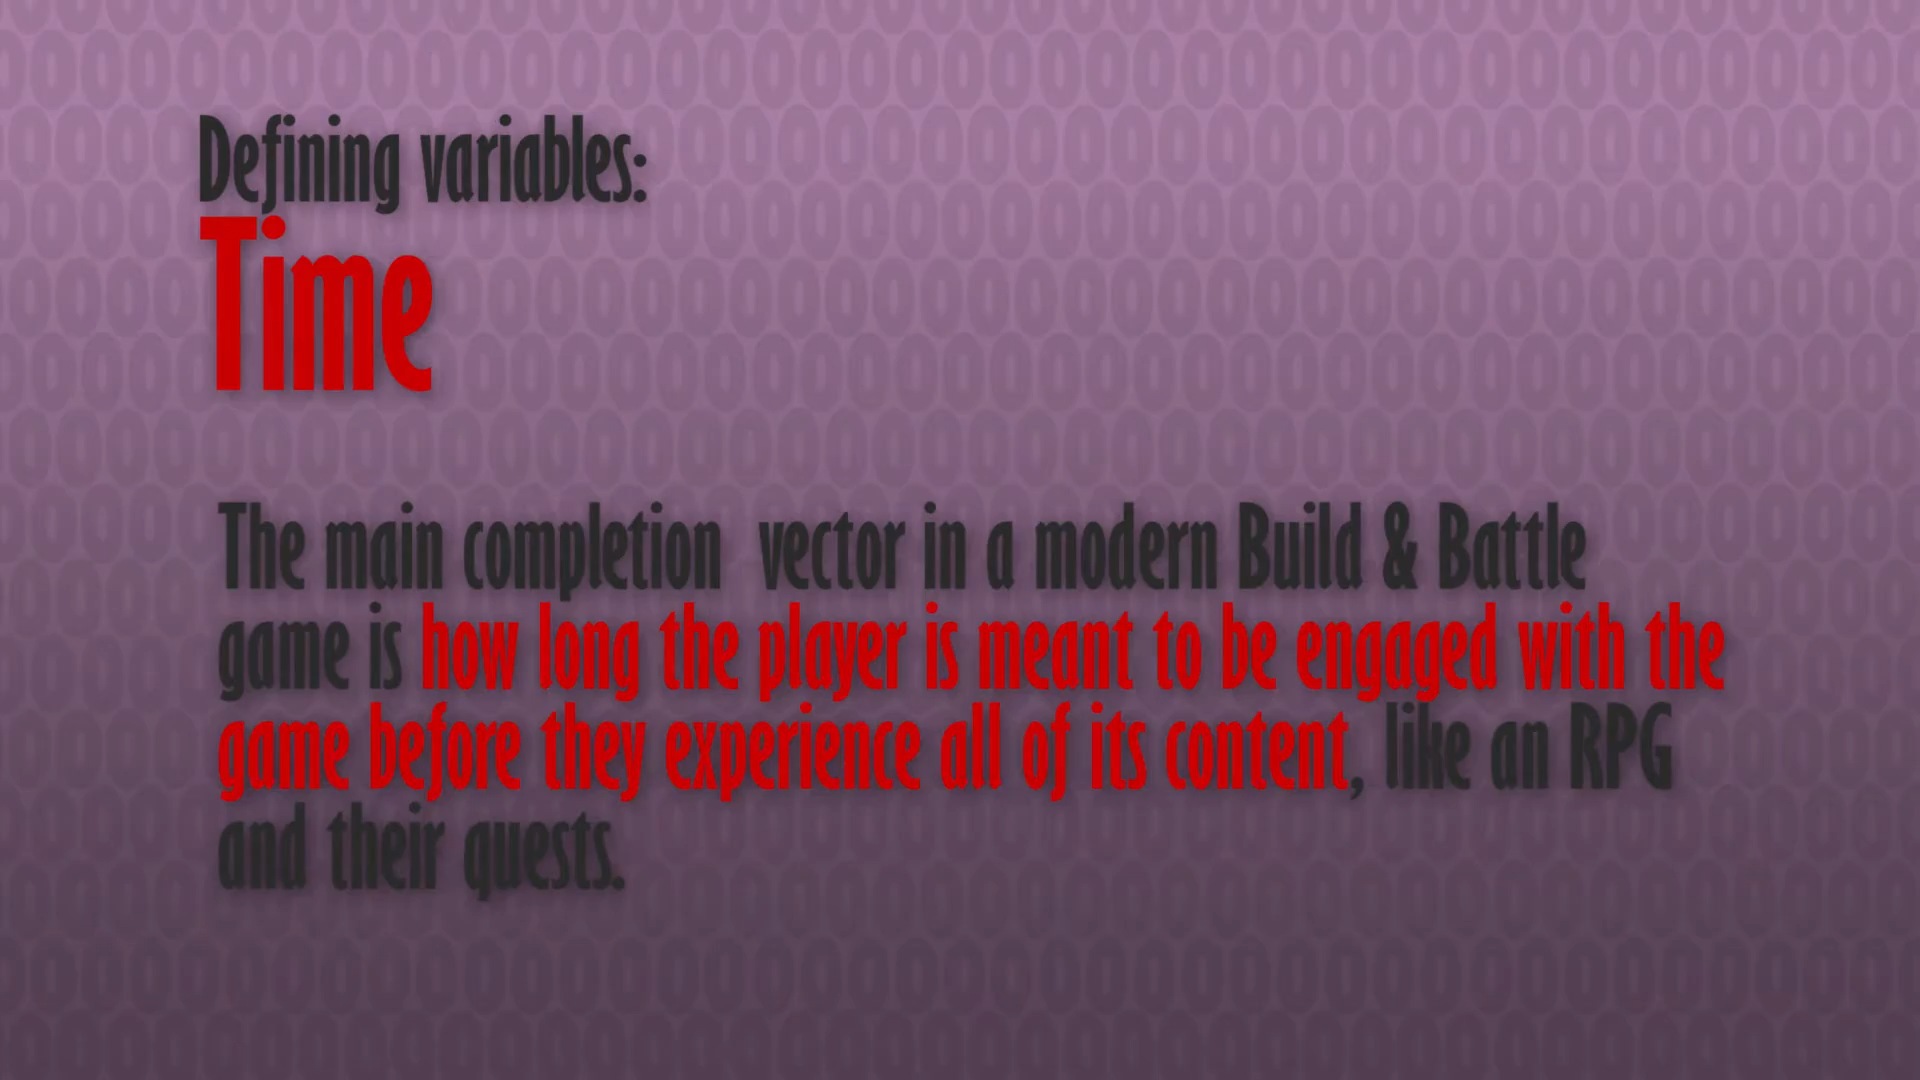 Defining variables:
Time
The main completion  vector in a modern Build & Battle
game is how long the player is meant to be engaged with the
game before they experience all of its content, like an RPG
and their quests.